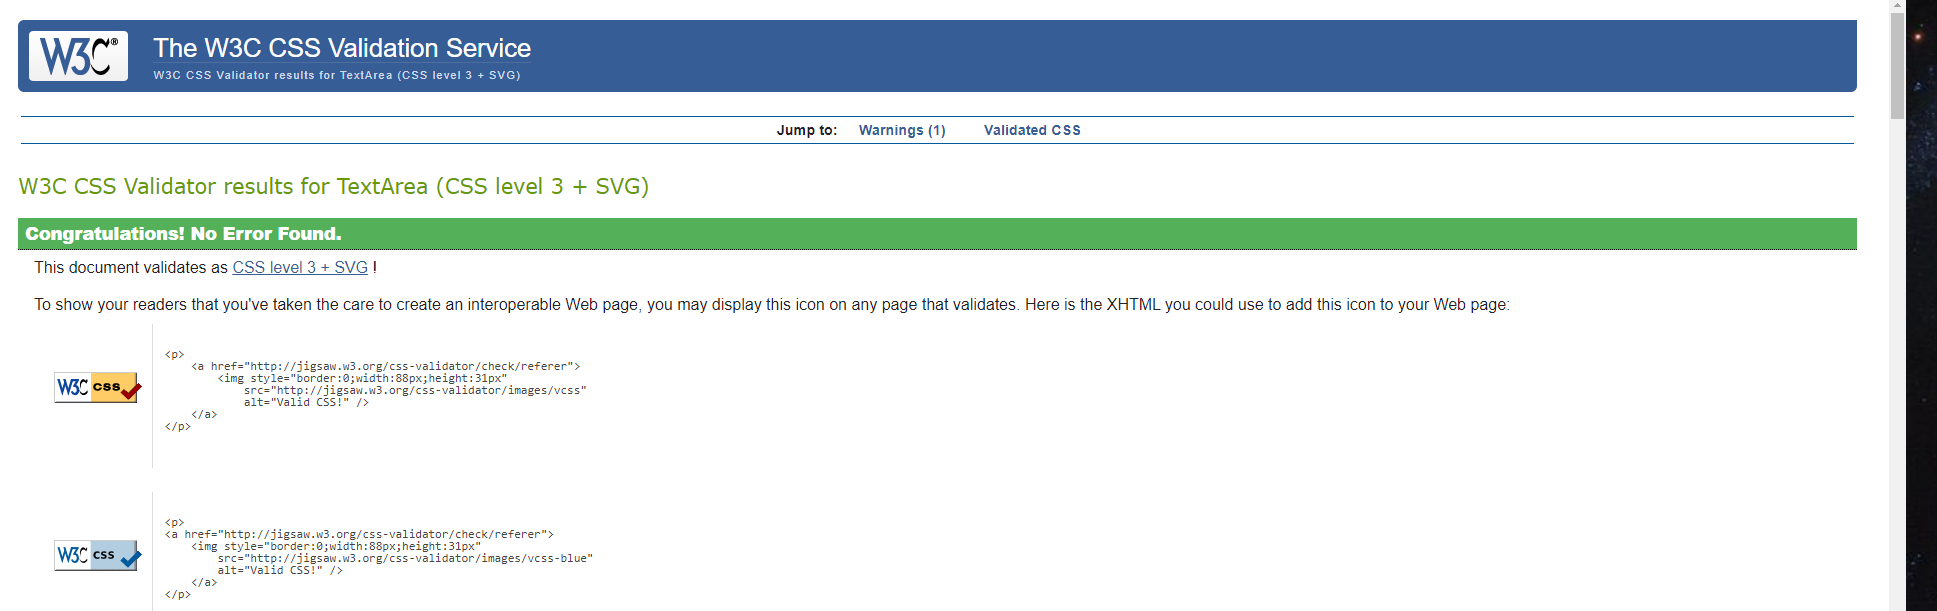 W3C®
The W3C CSS Validation Service
W3C CSS Validator results for TextArea (CSS level 3 + SVG)
Jump to: Warnings (1) Validated CSS
W3C CSS Validator results for TextArea (CSS level 3 + SVG)
Congratulations! No Error Found.
This document validates as CSS level 3 + SVG !
To show your readers that you've taken the care to create an interoperable Web page, you may display this icon on any page that validates. Here is the XHTML you could use to add this icon to your Web page:
W3C css
<p>
    <a href="http://jigsaw.w3.org/css-validator/check/referer">
        <img style="border:0;width:88px;height:31px"
            src="http://jigsaw.w3.org/css-validator/images/vcss"
            alt="Valid CSS!" />
    </a>
</p>
W3C css
<p>
<a href="http://jigsaw.w3.org/css-validator/check/referer">
    <img style="border:0;width:88px;height:31px"
        src="http://jigsaw.w3.org/css-validator/images/vcss-blue"
        alt="Valid CSS!" />
    </a>
</p>